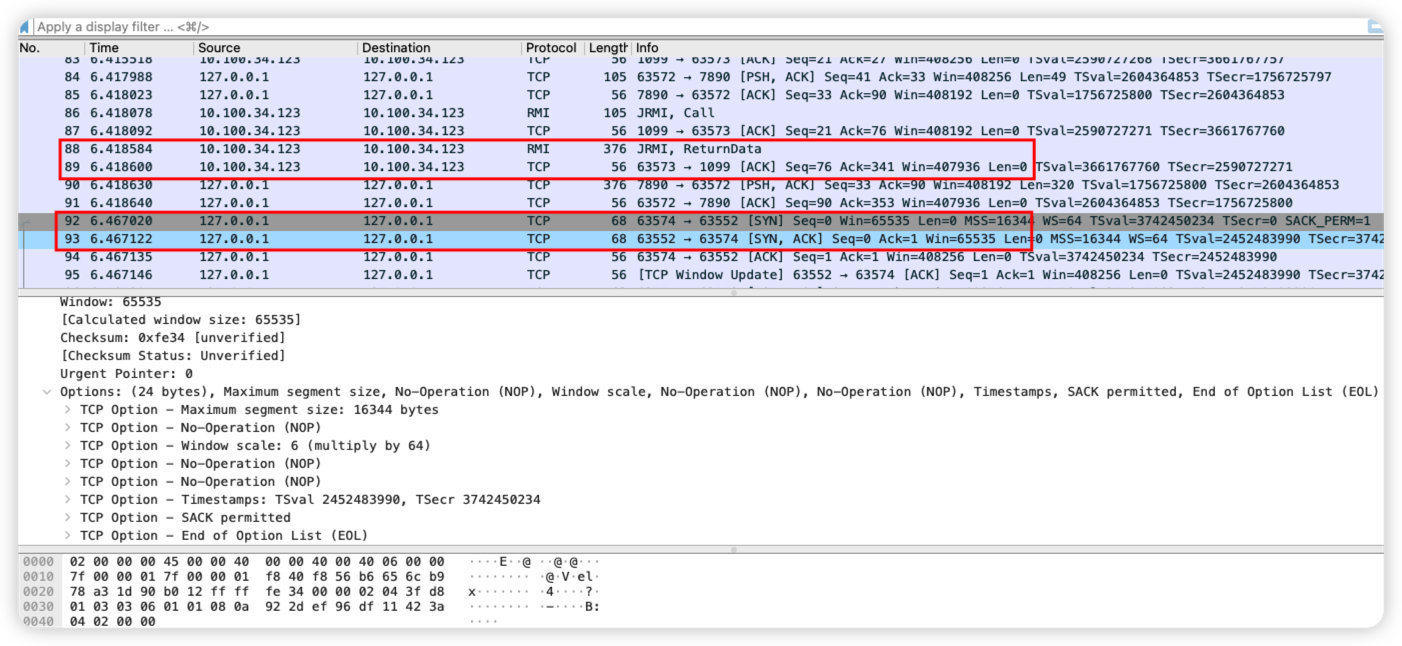 Apply a display filter … <⌘/>
No. Time Source Destination Protocol Length Info
83 6.415518 10.100.34.123 10.100.34.123 TCP 56 1099 → 63573 [ACK] Seq=21 Ack=27 Win=408256 Len=0 TSval=2590727268 TSecr=3661767757
84 6.417988 127.0.0.1 127.0.0.1 TCP 105 63572 → 7890 [PSH, ACK] Seq=41 Ack=33 Win=408256 Len=49 TSval=2604364853 TSecr=1756725797
85 6.418023 127.0.0.1 127.0.0.1 TCP 56 7890 → 63572 [ACK] Seq=33 Ack=90 Win=408192 Len=0 TSval=1756725800 TSecr=2604364853
86 6.418078 10.100.34.123 10.100.34.123 RMI 105 JRMI, Call
87 6.418092 10.100.34.123 10.100.34.123 TCP 56 1099 → 63573 [ACK] Seq=21 Ack=76 Win=408192 Len=0 TSval=2590727271 TSecr=3661767760
88 6.418584 10.100.34.123 10.100.34.123 RMI 376 JRMI, ReturnData
89 6.418600 10.100.34.123 10.100.34.123 TCP 56 63573 → 1099 [ACK] Seq=76 Ack=341 Win=407936 Len=0 TSval=3661767760 TSecr=2590727271
90 6.418630 127.0.0.1 127.0.0.1 TCP 376 7890 → 63572 [PSH, ACK] Seq=33 Ack=90 Win=408192 Len=320 TSval=1756725800 TSecr=2604364853
91 6.418640 127.0.0.1 127.0.0.1 TCP 56 63572 → 7890 [ACK] Seq=90 Ack=353 Win=407936 Len=0 TSval=2604364853 TSecr=1756725800
92 6.467020 127.0.0.1 127.0.0.1 TCP 68 63574 → 63552 [SYN] Seq=0 Win=65535 Len=0 MSS=16344 WS=64 TSval=3742450234 TSecr=0 SACK_PERM=1
93 6.467122 127.0.0.1 127.0.0.1 TCP 68 63552 → 63574 [SYN, ACK] Seq=0 Ack=1 Win=65535 Len=0 MSS=16344 WS=64 TSval=2452483990 TSecr=3742
94 6.467135 127.0.0.1 127.0.0.1 TCP 56 63574 → 63552 [ACK] Seq=1 Ack=1 Win=408256 Len=0 TSval=3742450234 TSecr=2452483990
95 6.467146 127.0.0.1 127.0.0.1 TCP 56 [TCP Window Update] 63552 → 63574 [ACK] Seq=1 Ack=1 Win=408256 Len=0 TSval=2452483990 TSecr=3742
Window: 65535
[Calculated window size: 65535]
Checksum: 0xfe34 [unverified]
[Checksum Status: Unverified]
Urgent Pointer: 0
Options: (24 bytes), Maximum segment size, No-Operation (NOP), Window scale, No-Operation (NOP), No-Operation (NOP), Timestamps, SACK permitted, End of Option List (EOL)
TCP Option – Maximum segment size: 16344 bytes
TCP Option – No-Operation (NOP)
TCP Option – Window scale: 6 (multiply by 64)
TCP Option – No-Operation (NOP)
TCP Option – No-Operation (NOP)
TCP Option – Timestamps: TSval 2452483990, TSecr 3742450234
TCP Option – SACK permitted
TCP Option – End of Option List (EOL)
0000 02 00 00 00 45 00 00 40 00 00 40 00 40 06 00 00 ····E··@ ··@·@···
0010 7f 00 00 01 7f 00 00 01 f8 40 f8 56 b6 65 6c b9 ········ ·@·V·el·
0020 78 a3 1d 90 b0 12 ff ff fe 34 00 00 02 04 3f d8 x······· ·4····?·
0030 01 03 03 06 01 01 08 0a 92 2d ef 96 df 11 42 3a ········ ·-····B:
0040 04 02 00 00 ····